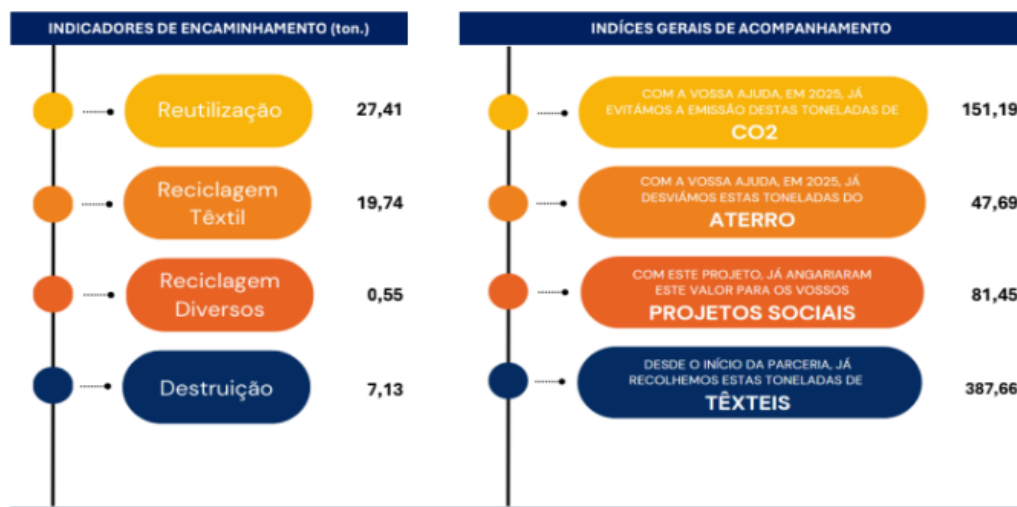 INDICADORES DE ENCAMINHAMENTO (ton.)
Reutilização
27,41
Reciclagem
Têxtil
19,74
Reciclagem
Diversos
0,55
Destruição
7,13
INDÍCES GERAIS DE ACOMPANHAMENTO
COM A VOSSA AJUDA, EM 2025, JÁ
EVITÁMOS A EMISSÃO DESTAS TONELADAS DE
CO2
151,19
COM A VOSSA AJUDA, EM 2025, JÁ
DESVIÁMOS ESTAS TONELADAS DO
ATERRO
47,69
COM ESTE PROJETO, JÁ ANGARIARAM
ESTE VALOR PARA OS VOSSOS
PROJETOS SOCIAIS
81,45
DESDE O INÍCIO DA PARCERIA, JÁ
RECOLHEMOS ESTAS TONELADAS DE
TÊXTEIS
387,66